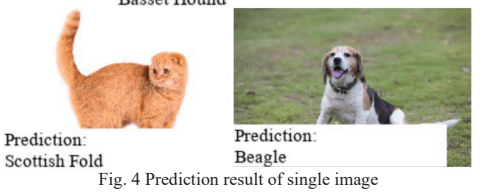 Basset Hound
Prediction:
Scottish Fold
Prediction:
Beagle
Fig. 4 Prediction result of single image